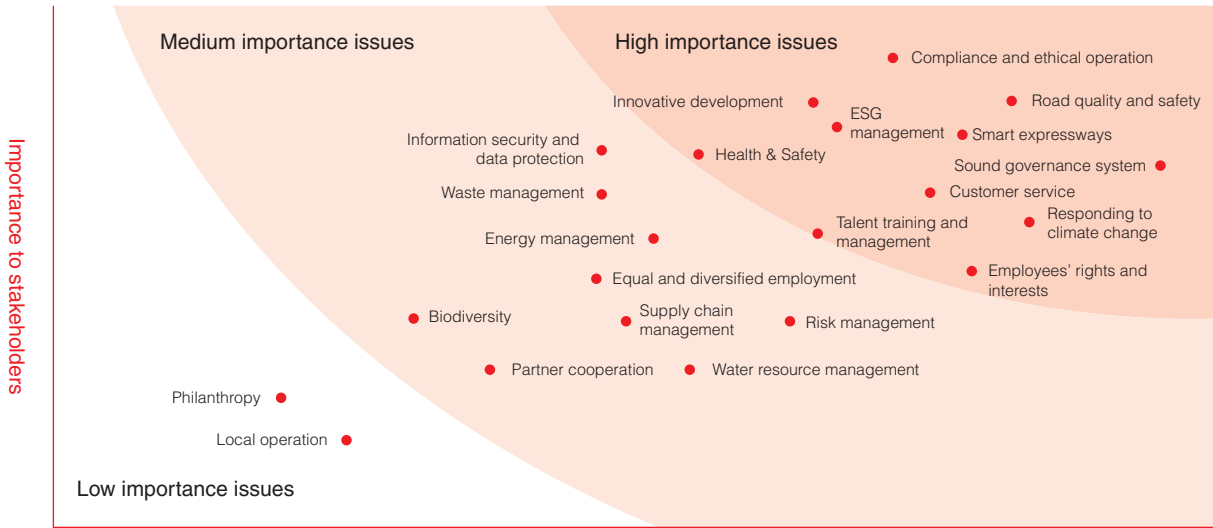 Medium importance issues
High importance issues
Compliance and ethical operation
Innovative development
Road quality and safety
ESG
management
Smart expressways
Information security and
data protection
Health & Safety
Sound governance system
Waste management
Customer service
Talent training and
management
Responding to
climate change
Energy management
Equal and diversified employment
Employees' rights and
interests
Biodiversity
Supply chain
management
Risk management
Partner cooperation
Water resource management
Philanthropy
Local operation
Low importance issues
Importance to stakeholders